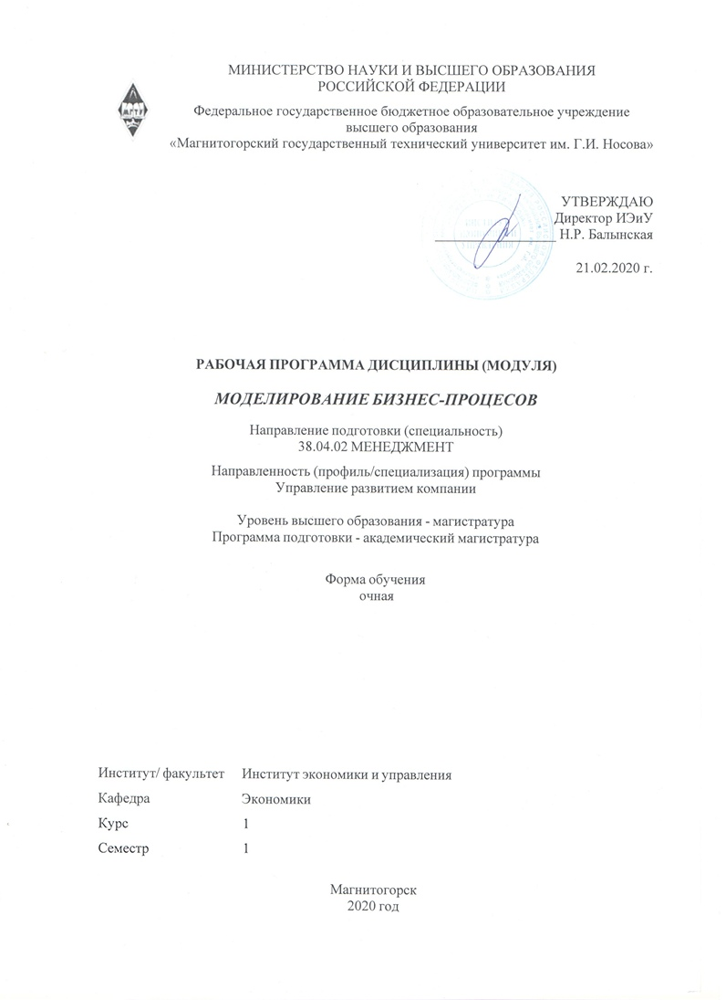 МИНИСТЕРСТВО НАУКИ И ВЫСШЕГО ОБРАЗОВАНИЯ
РОССИЙСКОЙ ФЕДЕРАЦИИ
МГТУ
Федеральное государственное бюджетное образовательное учреждение
высшего образования
«Магнитогорский государственный технический университет им. Г.И. Носова»
УТВЕРЖДАЮ
Директор ИЭиУ
Н.Р. Балынская
21.02.2020 г.
РАБОЧАЯ ПРОГРАММА ДИСЦИПЛИНЫ (МОДУЛЯ)
МОДЕЛИРОВАНИЕ БИЗНЕС-ПРОЦЕСОВ
Направление подготовки (специальность)
38.04.02 МЕНЕДЖМЕНТ
Направленность (профиль/специализация) программы
Управление развитием компании
Уровень высшего образования - магистратура
Программа подготовки - академический магистратура
Форма обучения
очная
Институт/ факультет Институт экономики и управления
Кафедра Экономики
Курс 1
Семестр 1
Магнитогорск
2020 год